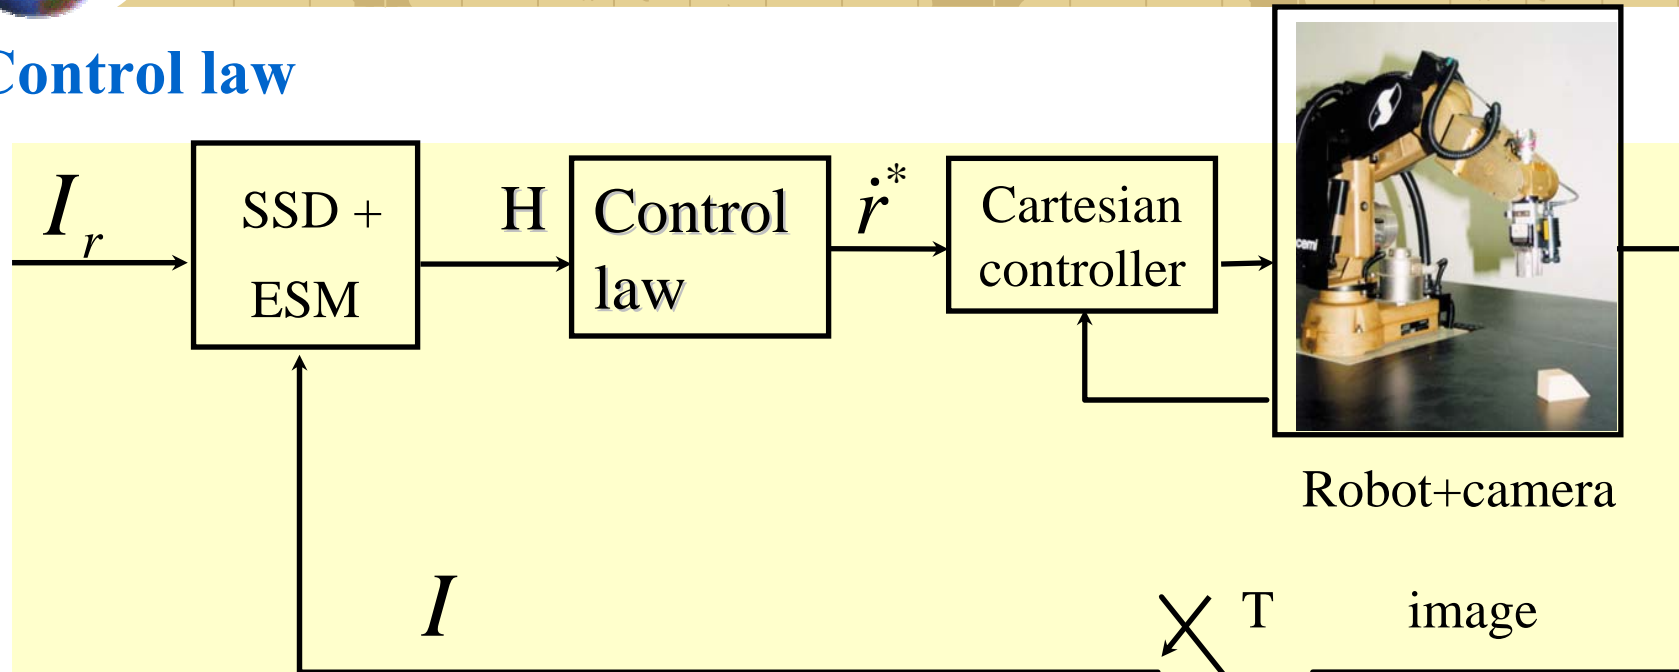 Control law
I_r
SSD +
ESM
H
Control
law
ṙ*
Cartesian
controller
Robot+camera
I
T
image